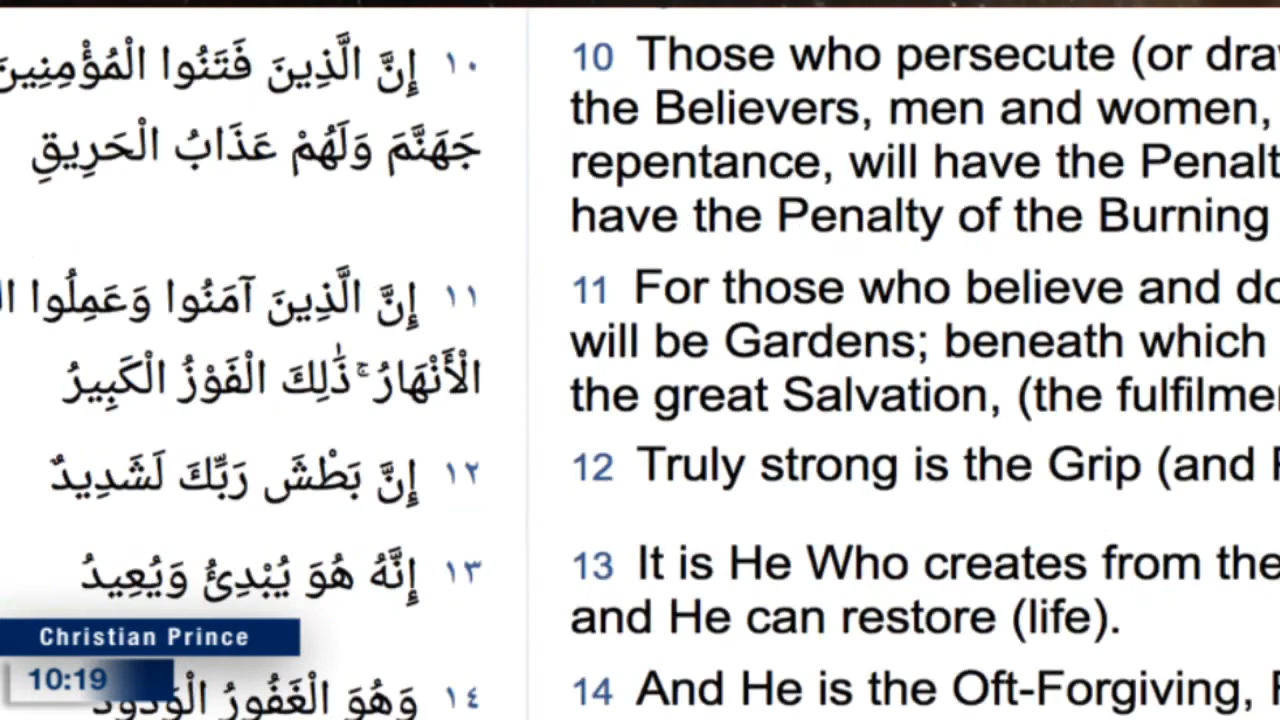 ١٠ إِنَّ الَّذِينَ فَتَنُوا الْمُؤْمِنِينَ
جَهَنَّمَ وَلَهُمْ عَذَابُ الْحَرِيقِ
١١ إِنَّ الَّذِينَ آمَنُوا وَعَمِلُوا
الْأَنْهَارُ ۚ ذَٰلِكَ الْفَوْزُ الْكَبِيرُ
١٢ إِنَّ بَطْشَ رَبِّكَ لَشَدِيدٌ
١٣ إِنَّهُ هُوَ يُبْدِئُ وَيُعِيدُ
١٤ وَهُوَ الْغَفُورُ الْوَدُودُ
10 Those who persecute (or
the Believers, men and women,
repentance, will have the
have the Penalty of the Burning
11 For those who believe and
will be Gardens; beneath which
the great Salvation, (the
12 Truly strong is the Grip (and
13 It is He Who creates from the
and He can restore (life).
14 And He is the Oft-Forgiving,
Christian Prince
10:19